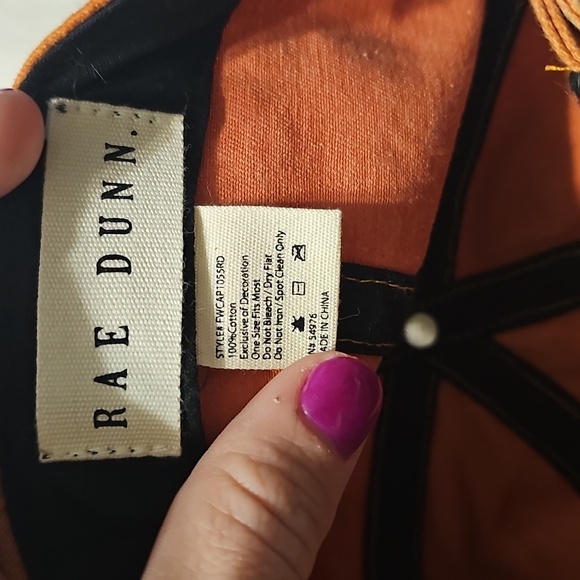 RAE DUNN.
STYLE# FWCAP1055RD
100%Cotton
Exclusive of Decoration
One Size Fits Most
Do Not Bleach / Dry Flat
Do Not Iron / Spot Clean Only
54976
ADE IN CHINA